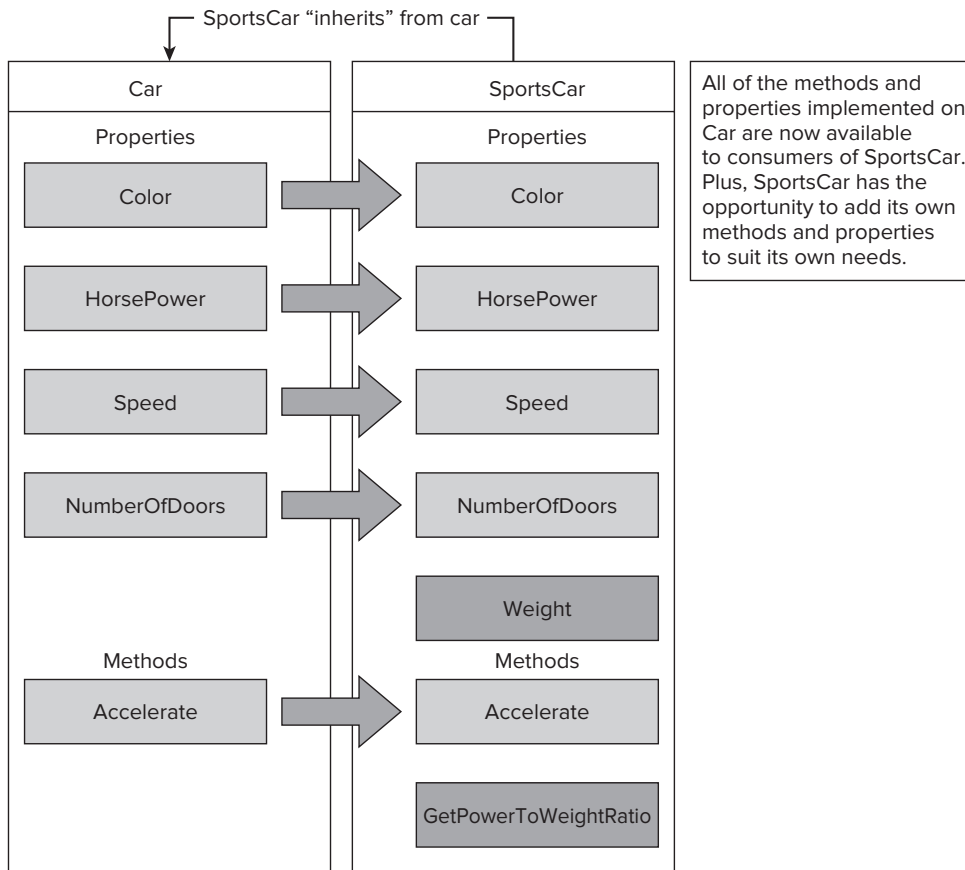 SportsCar “inherits” from car
Car
Properties
Color
HorsePower
Speed
NumberOfDoors
Methods
Accelerate
SportsCar
Properties
Color
HorsePower
Speed
NumberOfDoors
Weight
Methods
Accelerate
GetPowerToWeightRatio
All of the methods and
properties implemented on
Car are now available
to consumers of SportsCar.
Plus, SportsCar has the
opportunity to add its own
methods and properties
to suit its own needs.